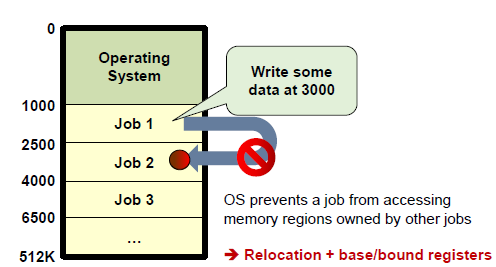 0
Operating
System
Write some
data at 3000
1000
Job 1
2500
Job 2
4000
Job 3
6500
...
512K
OS prevents a job from accessing
memory regions owned by other jobs
➔ Relocation + base/bound registers